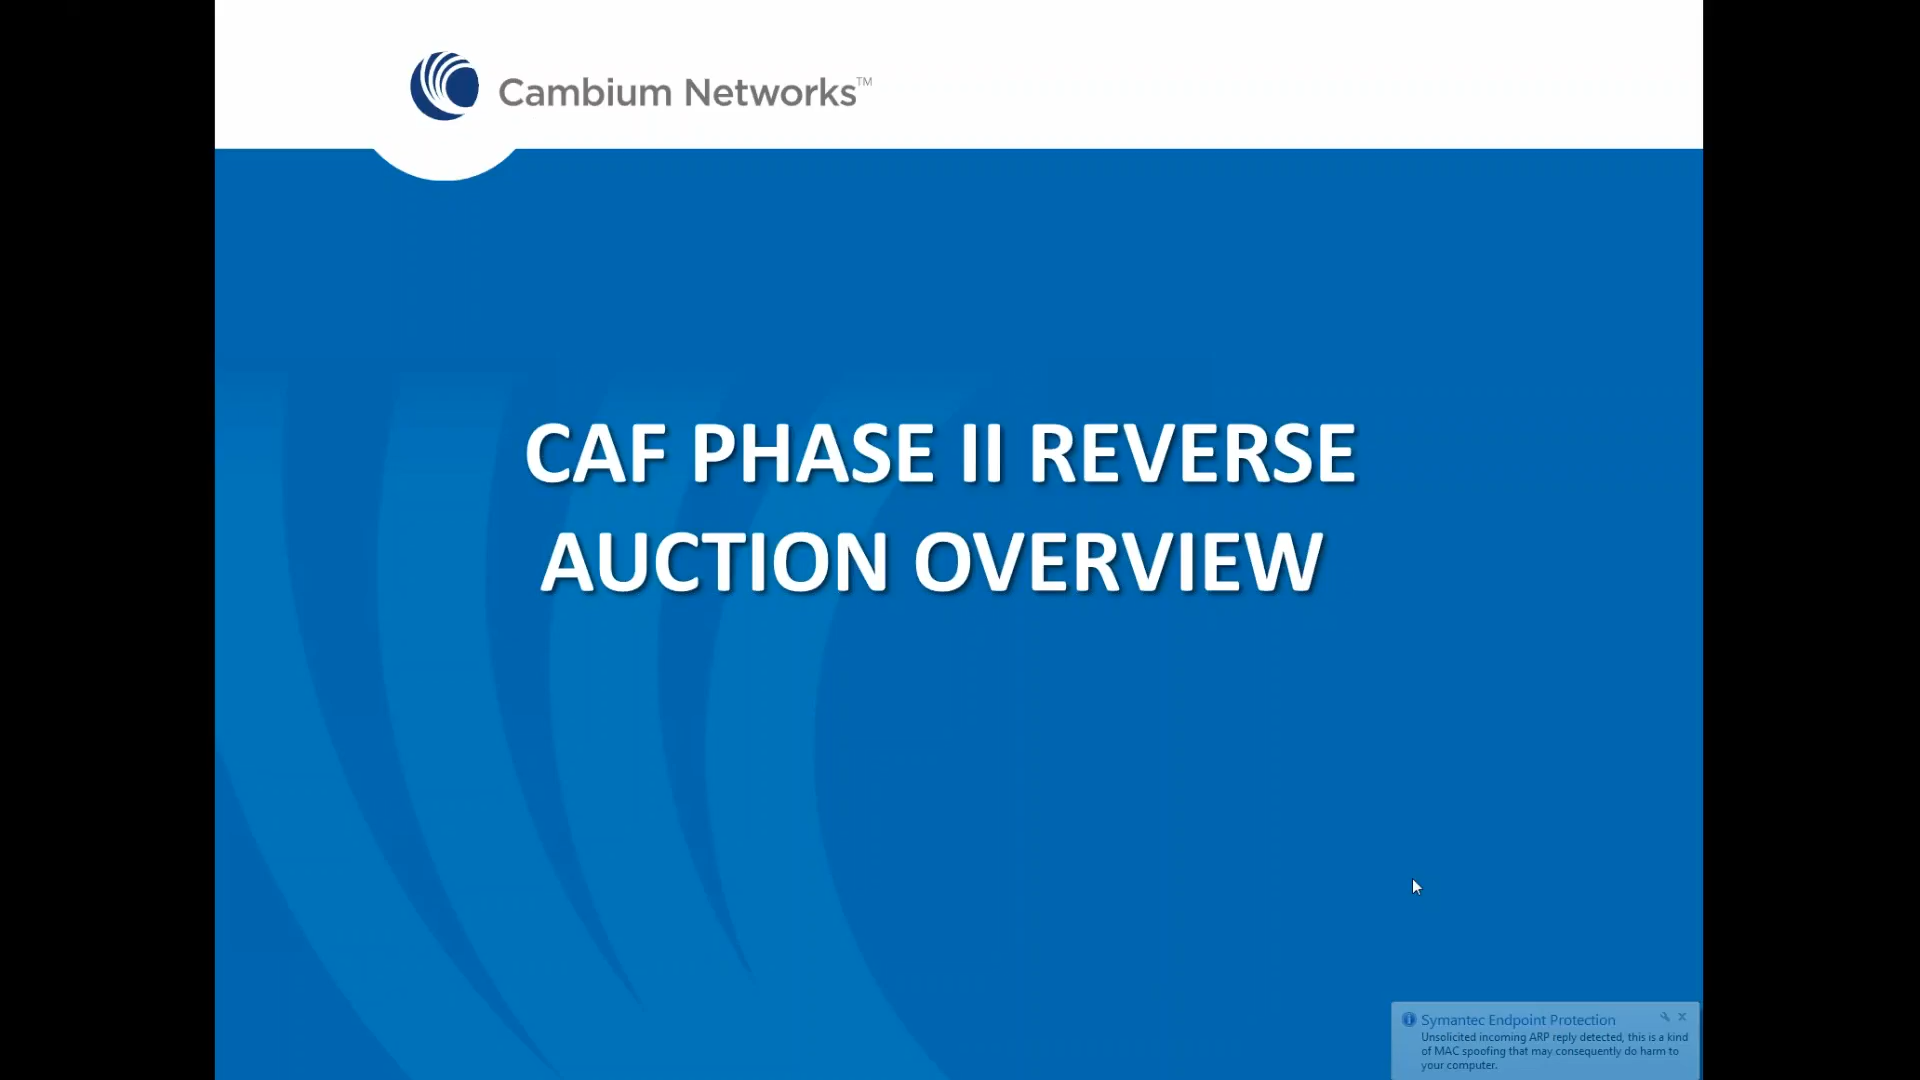 Cambium Networks™
CAF PHASE II REVERSE
AUCTION OVERVIEW
Symantec Endpoint Protection
Unsolicited incoming ARP reply detected, this is a kind
of MAC spoofing that may consequently do harm to
your computer.